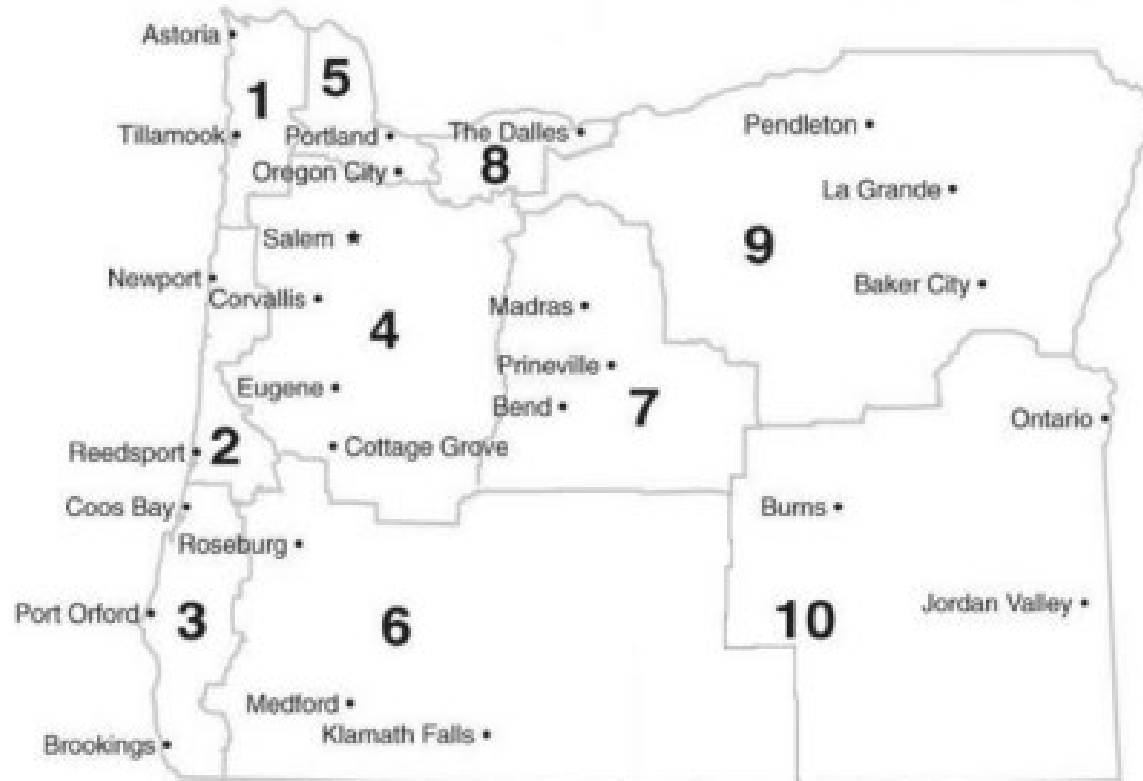 Astoria
5
1
Tillamook
Portland
The Dalles
Pendleton
Oregon City
8
La Grande
Salem
9
Newport
Corvallis
Madras
Baker City
4
Prineville
Eugene
Bend
7
Ontario
Reedsport
2
Cottage Grove
Coos Bay
Burns
Roseburg
Port Orford
3
6
10
Jordan Valley
Medford
Klamath Falls
Brookings